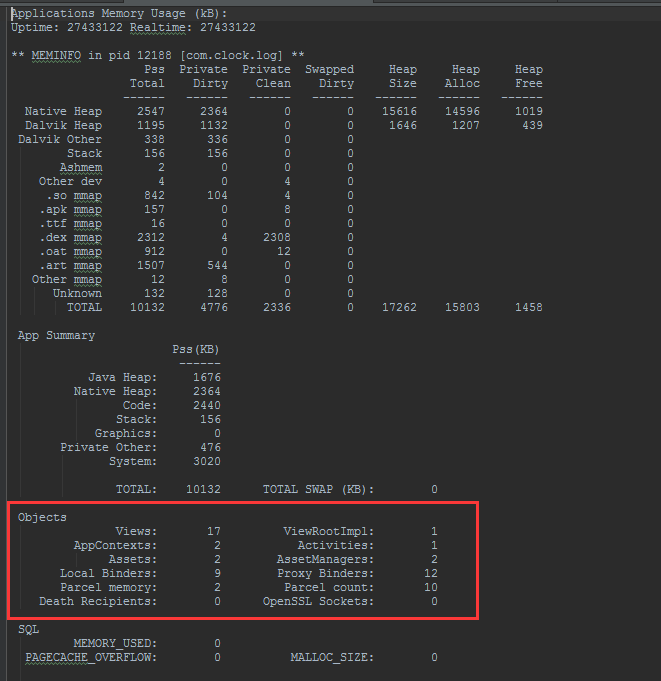 Applications Memory Usage (kB):
Uptime: 27433122 Realtime: 27433122
** MEMINFO in pid 12188 [com.clock.log] **
Pss Private Private Swapped Heap Heap Heap
Total Dirty Clean Dirty Size Alloc Free
------ ------ ------ ------ ------ ------ ------
Native Heap 2547 2364 0 0 15616 14596 1019
Dalvik Heap 1195 1132 0 0 1646 1207 439
Dalvik Other 338 336 0 0
Stack 156 156 0 0
Ashmem 2 0 0 0
Other dev 4 0 4 0
.so mmap 842 104 4 0
.apk mmap 157 0 8 0
.ttf mmap 16 0 0 0
.dex mmap 2312 4 2308 0
.oat mmap 912 0 12 0
.art mmap 1507 544 0 0
Other mmap 12 8 0 0
Unknown 132 128 0 0
TOTAL 10132 4776 2336 0 17262 15803 1458
App Summary
Pss(KB)
------
Java Heap: 1676
Native Heap: 2364
Code: 2440
Stack: 156
Graphics: 0
Private Other: 476
System: 3020
TOTAL: 10132 TOTAL SWAP (KB): 0
Objects
Views: 17 ViewRootImpl: 1
AppContexts: 2 Activities: 1
Assets: 2 AssetManagers: 2
Local Binders: 9 Proxy Binders: 12
Parcel memory: 2 Parcel count: 10
Death Recipients: 0 OpenSSL Sockets: 0
SQL
MEMORY_USED: 0
PAGECACHE_OVERFLOW: 0 MALLOC_SIZE: 0